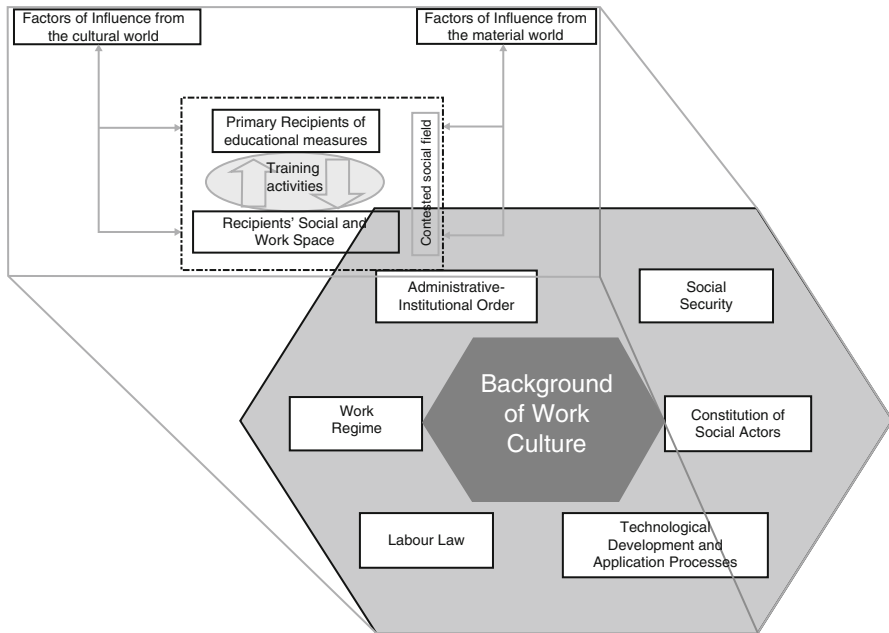 Factors of Influence from
the cultural world
Factors of Influence from
the material world
Primary Recipients of
educational measures
Training
activities
Recipients' Social and
Work Space
Contested social field
Administrative-
Institutional Order
Social
Security
Background
of Work
Culture
Work
Regime
Constitution of
Social Actors
Labour Law
Technological
Development and
Application Processes